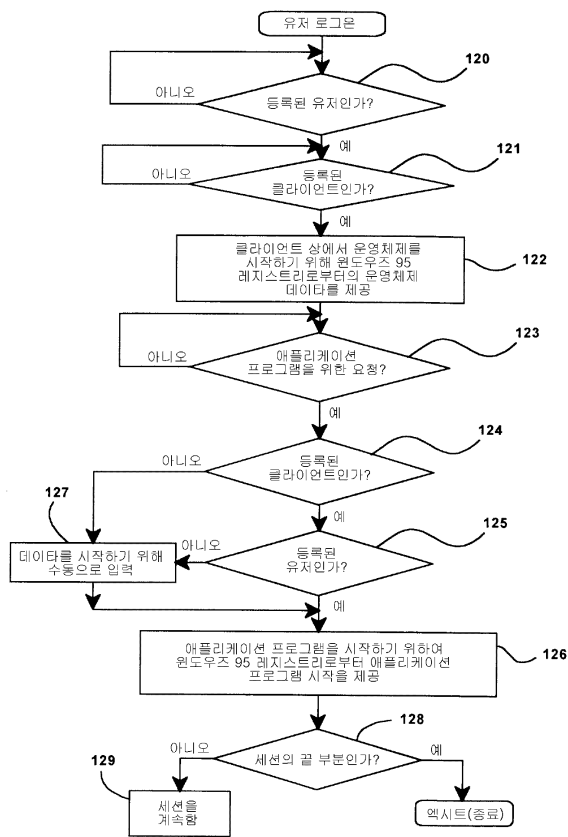 유저 로그온
120
등록된 유저인가?
아니오
예
121
등록된
클라이언트인가?
아니오
예
클라이언트 상에서 운영체제를
시작하기 위해 윈도우즈 95
레지스트리로부터의 운영체제
데이타를 제공
122
123
애플리케이션
프로그램을 위한 요청?
아니오
예
124
등록된
클라이언트인가?
아니오
예
127
125
데이타를 시작하기 위해
수동으로 입력
아니오
등록된
유저인가?
예
애플리케이션 프로그램을 시작하기 위하여
윈도우즈 95 레지스트리로부터 애플리케이션
프로그램 시작을 제공
126
128
세션의 끝 부분인가?
아니오
예
129
세션을
계속함
엑시트(종료)